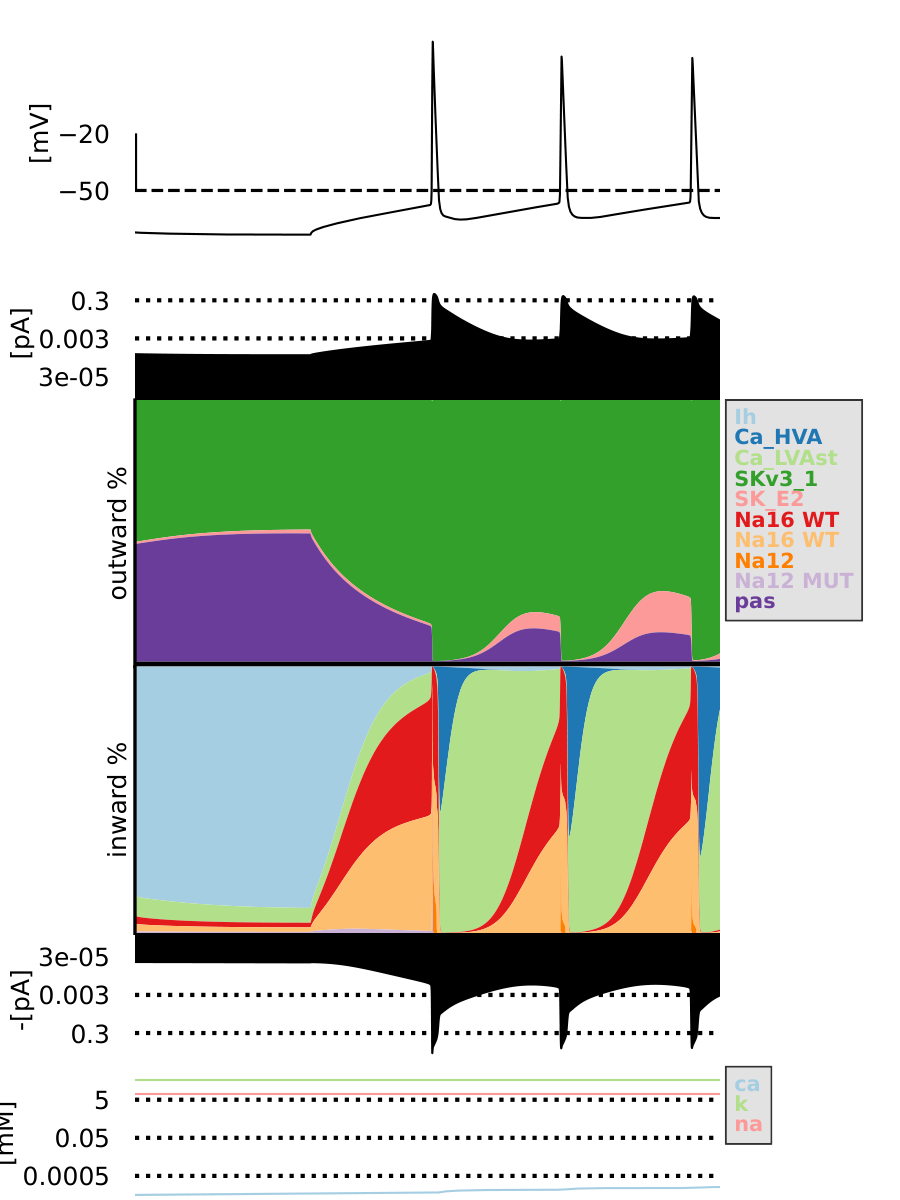 [mV]
−20
−50
[pA]
0.3
0.003
3e-05
outward %
Ih
Ca_HVA
Ca_LVAst
SKv3_1
SK_E2
Na16 WT
Na16 WT
Na12
Na12 MUT
pas
inward %
-[pA]
3e-05
0.003
0.3
[mM]
5
0.05
0.0005
ca
k
na